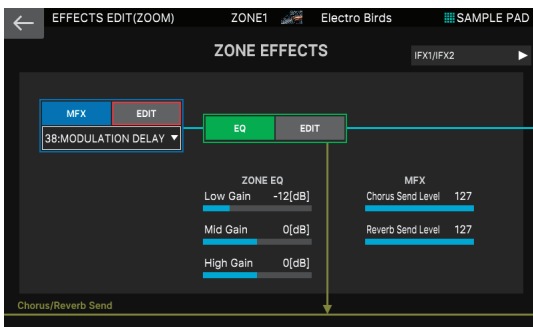 EFFECTS EDIT(ZOOM) ZONE1 Electro Birds SAMPLE PAD
ZONE EFFECTS
IFX1/IFX2
MFX EDIT
38:MODULATION DELAY
EQ EDIT
ZONE EQ
Low Gain -12[dB]
Mid Gain 0[dB]
High Gain 0[dB]
MFX
Chorus Send Level 127
Reverb Send Level 127
Chorus/Reverb Send